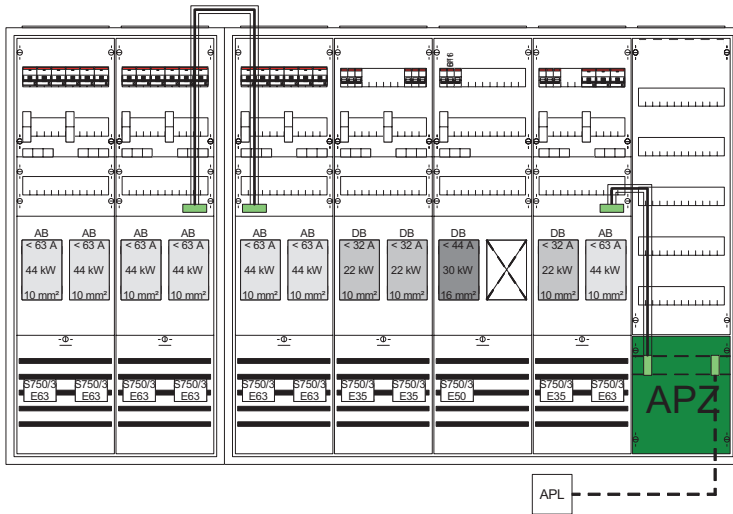 AB AB AB AB AB AB DB DB DB DB AB
< 63 A < 63 A < 63 A < 63 A < 63 A < 63 A < 32 A < 32 A < 44 A < 32 A < 63 A
44 kW 44 kW 44 kW 44 kW 44 kW 44 kW 22 kW 22 kW 30 kW 22 kW 44 kW
10 mm² 10 mm² 10 mm² 10 mm² 10 mm² 10 mm² 10 mm² 10 mm² 16 mm² 10 mm² 10 mm²
S750/3 S750/3 S750/3 S750/3 S750/3 S750/3 S750/3 S750/3 S750/3 S750/3 S750/3
E63 E63 E63 E63 E63 E63 E35 E35 E50 E35 E63
APZ
APL